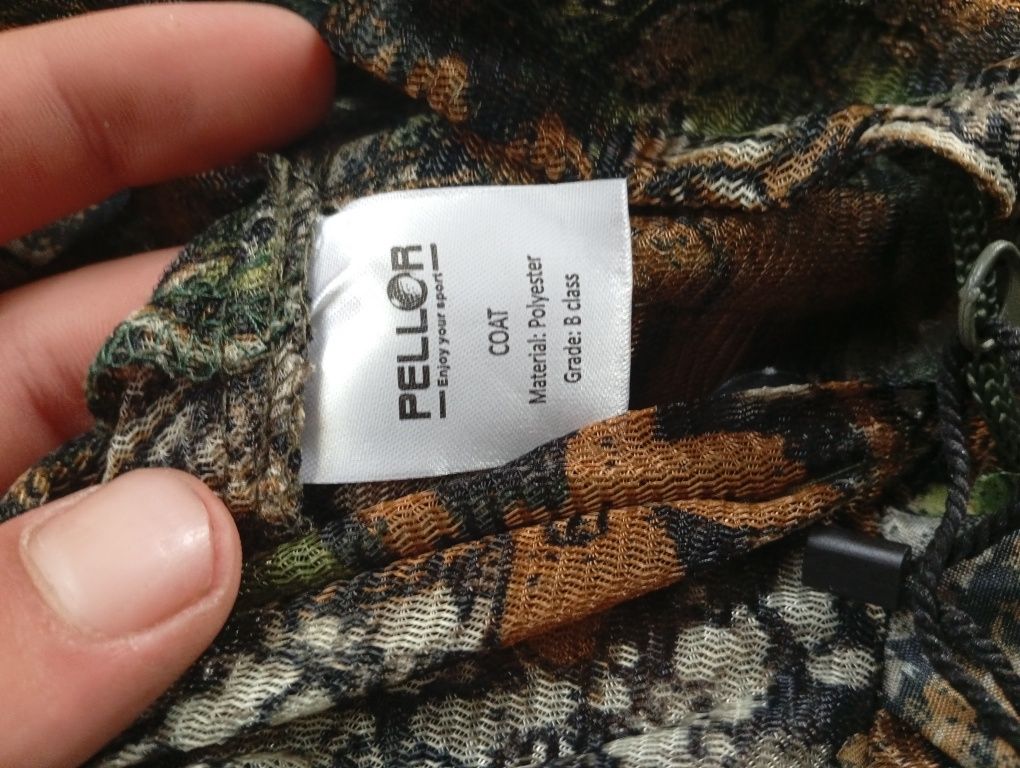 PELLOR
Enjoy your sport
COAT
Material: Polyester
Grade: B class